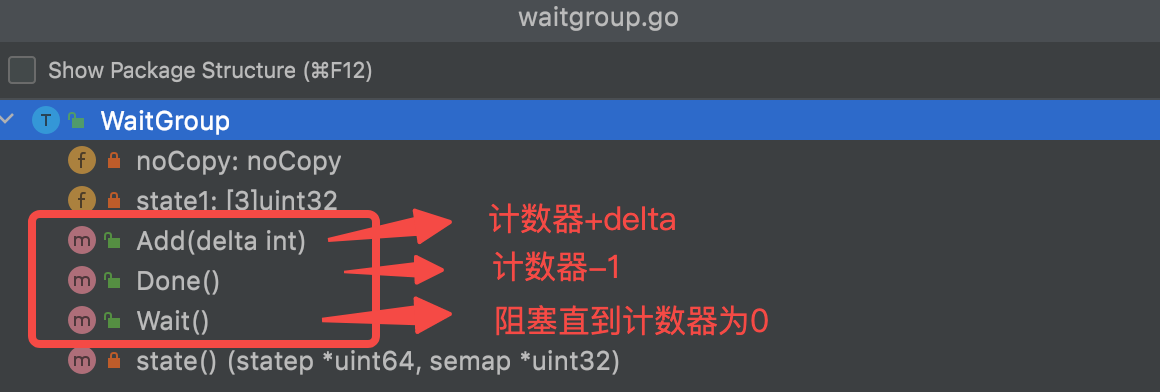 waitgroup.go
Show Package Structure (⌘F12)
T WaitGroup
f noCopy: noCopy
f state1: [3]uint32
m Add(delta int) 计数器+delta
m Done() 计数器-1
m Wait() 阻塞直到计数器为0
m state() (statep *uint64, semap *uint32)